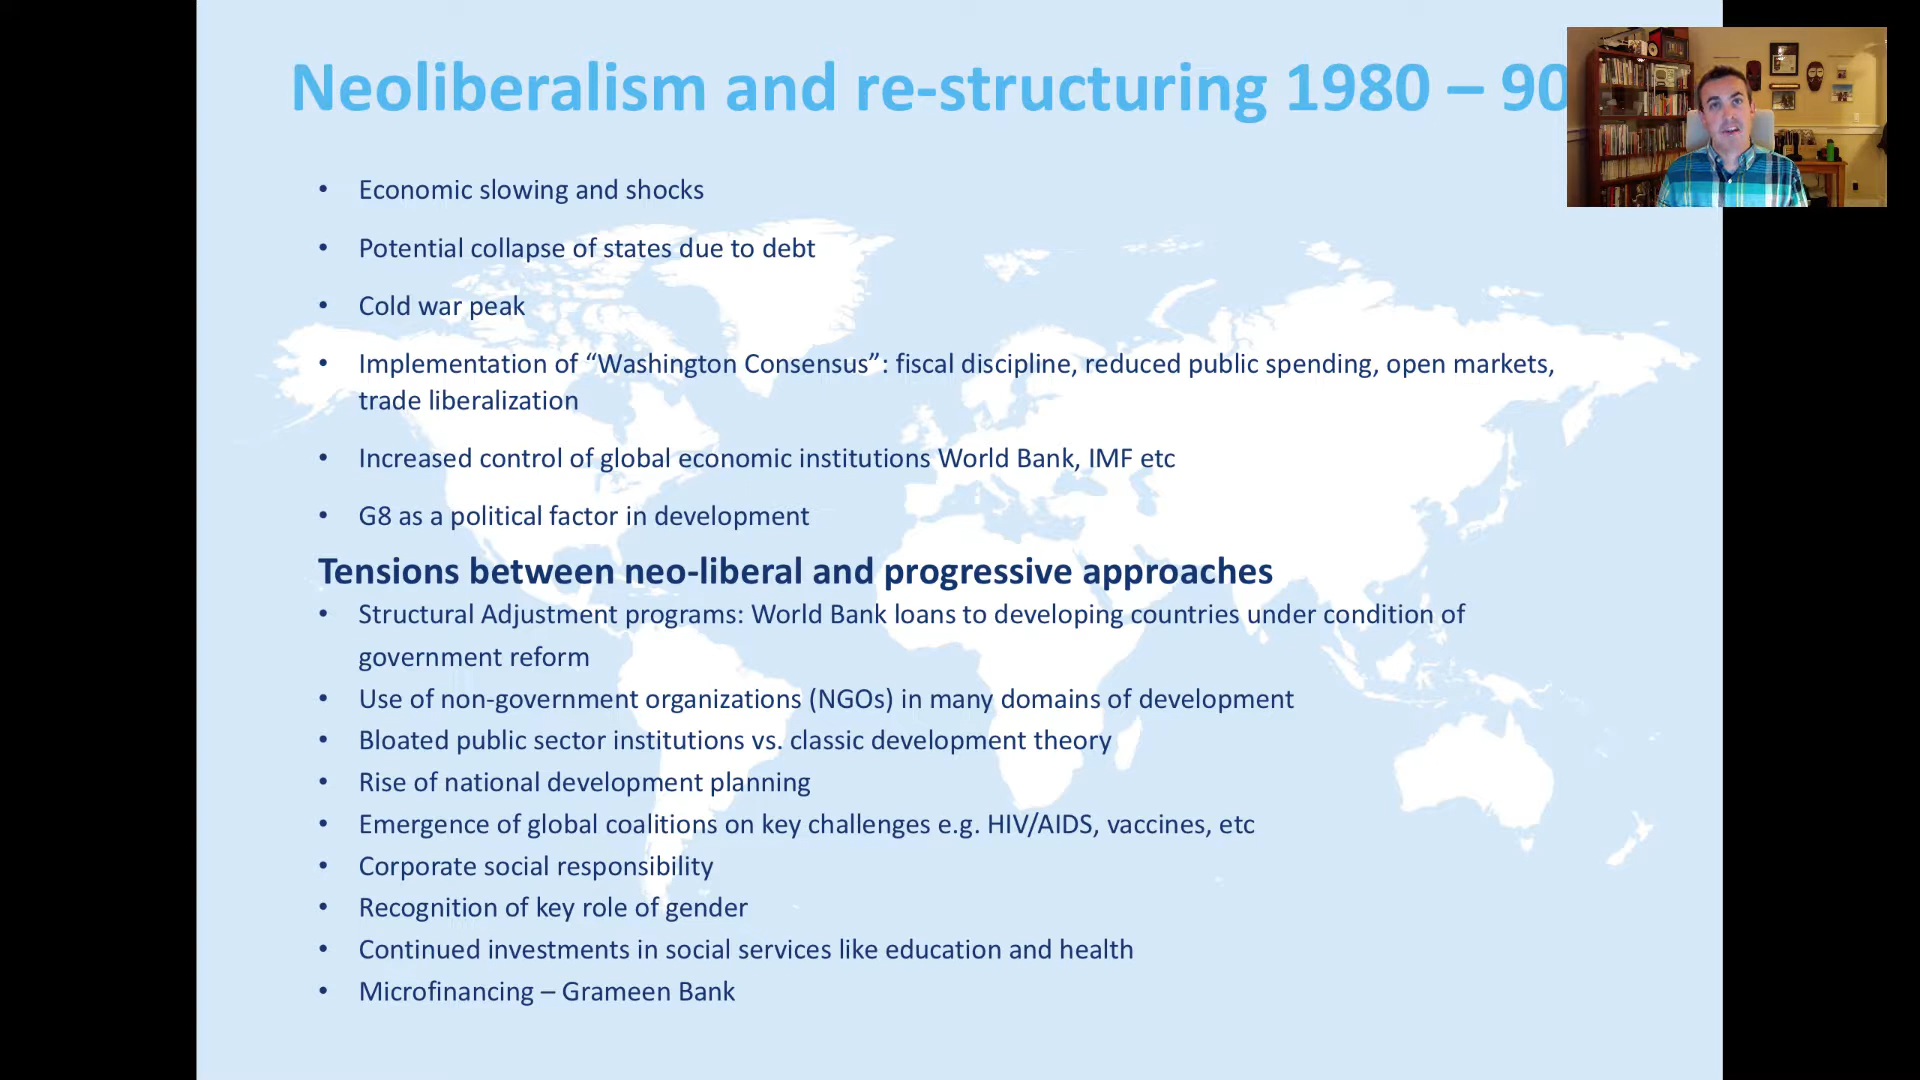 Neoliberalism and re-structuring 1980 – 90
• Economic slowing and shocks
• Potential collapse of states due to debt
• Cold war peak
• Implementation of “Washington Consensus”: fiscal discipline, reduced public spending, open markets,
trade liberalization
• Increased control of global economic institutions World Bank, IMF etc
• G8 as a political factor in development
Tensions between neo-liberal and progressive approaches
• Structural Adjustment programs: World Bank loans to developing countries under condition of
government reform
• Use of non-government organizations (NGOs) in many domains of development
• Bloated public sector institutions vs. classic development theory
• Rise of national development planning
• Emergence of global coalitions on key challenges e.g. HIV/AIDS, vaccines, etc
• Corporate social responsibility
• Recognition of key role of gender
• Continued investments in social services like education and health
• Microfinancing – Grameen Bank